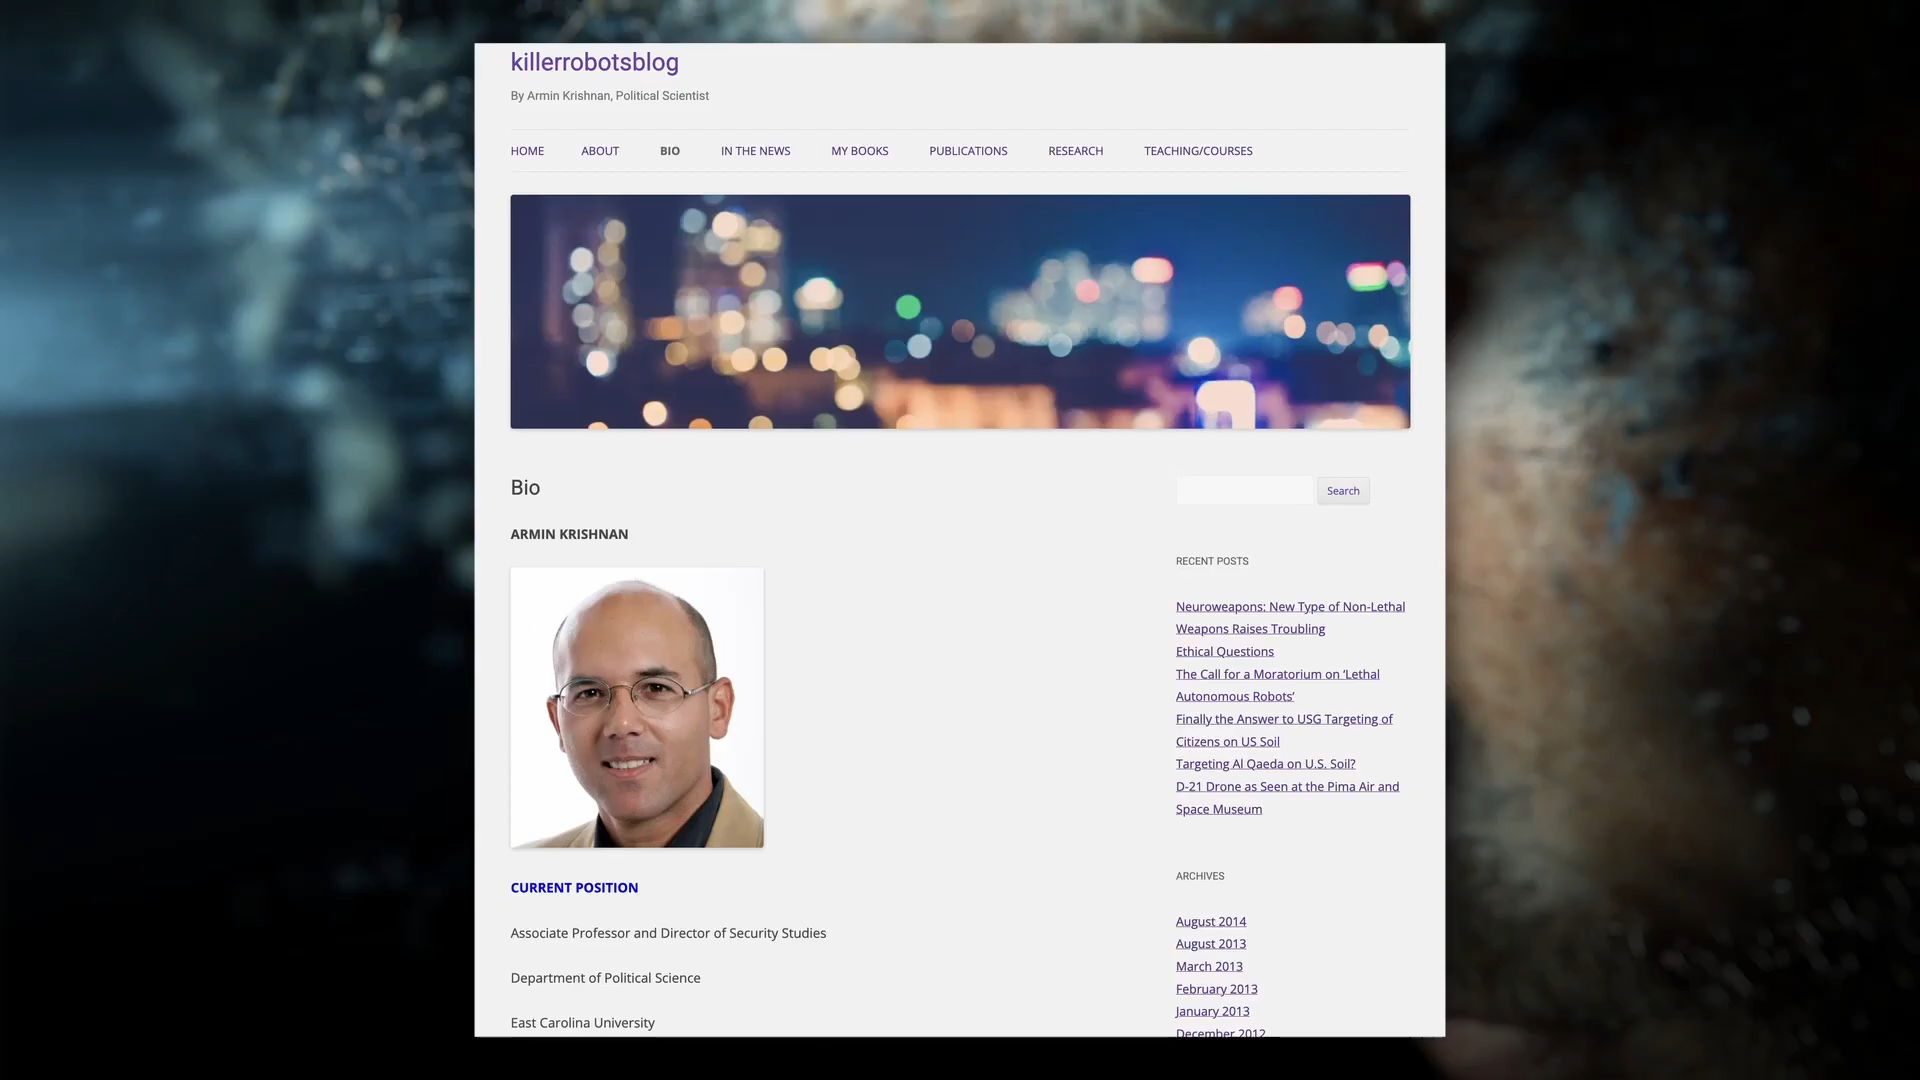 killerrobotsblog
By Armin Krishnan, Political Scientist
HOME ABOUT BIO IN THE NEWS MY BOOKS PUBLICATIONS RESEARCH TEACHING/COURSES
Bio
ARMIN KRISHNAN
CURRENT POSITION
Associate Professor and Director of Security Studies
Department of Political Science
East Carolina University
Search
RECENT POSTS
Neuroweapons: New Type of Non-Lethal
Weapons Raises Troubling
Ethical Questions
The Call for a Moratorium on ‘Lethal
Autonomous Robots’
Finally the Answer to USG Targeting of
Citizens on US Soil
Targeting Al Qaeda on U.S. Soil?
D-21 Drone as Seen at the Pima Air and
Space Museum
ARCHIVES
August 2014
August 2013
March 2013
February 2013
January 2013
December 2012